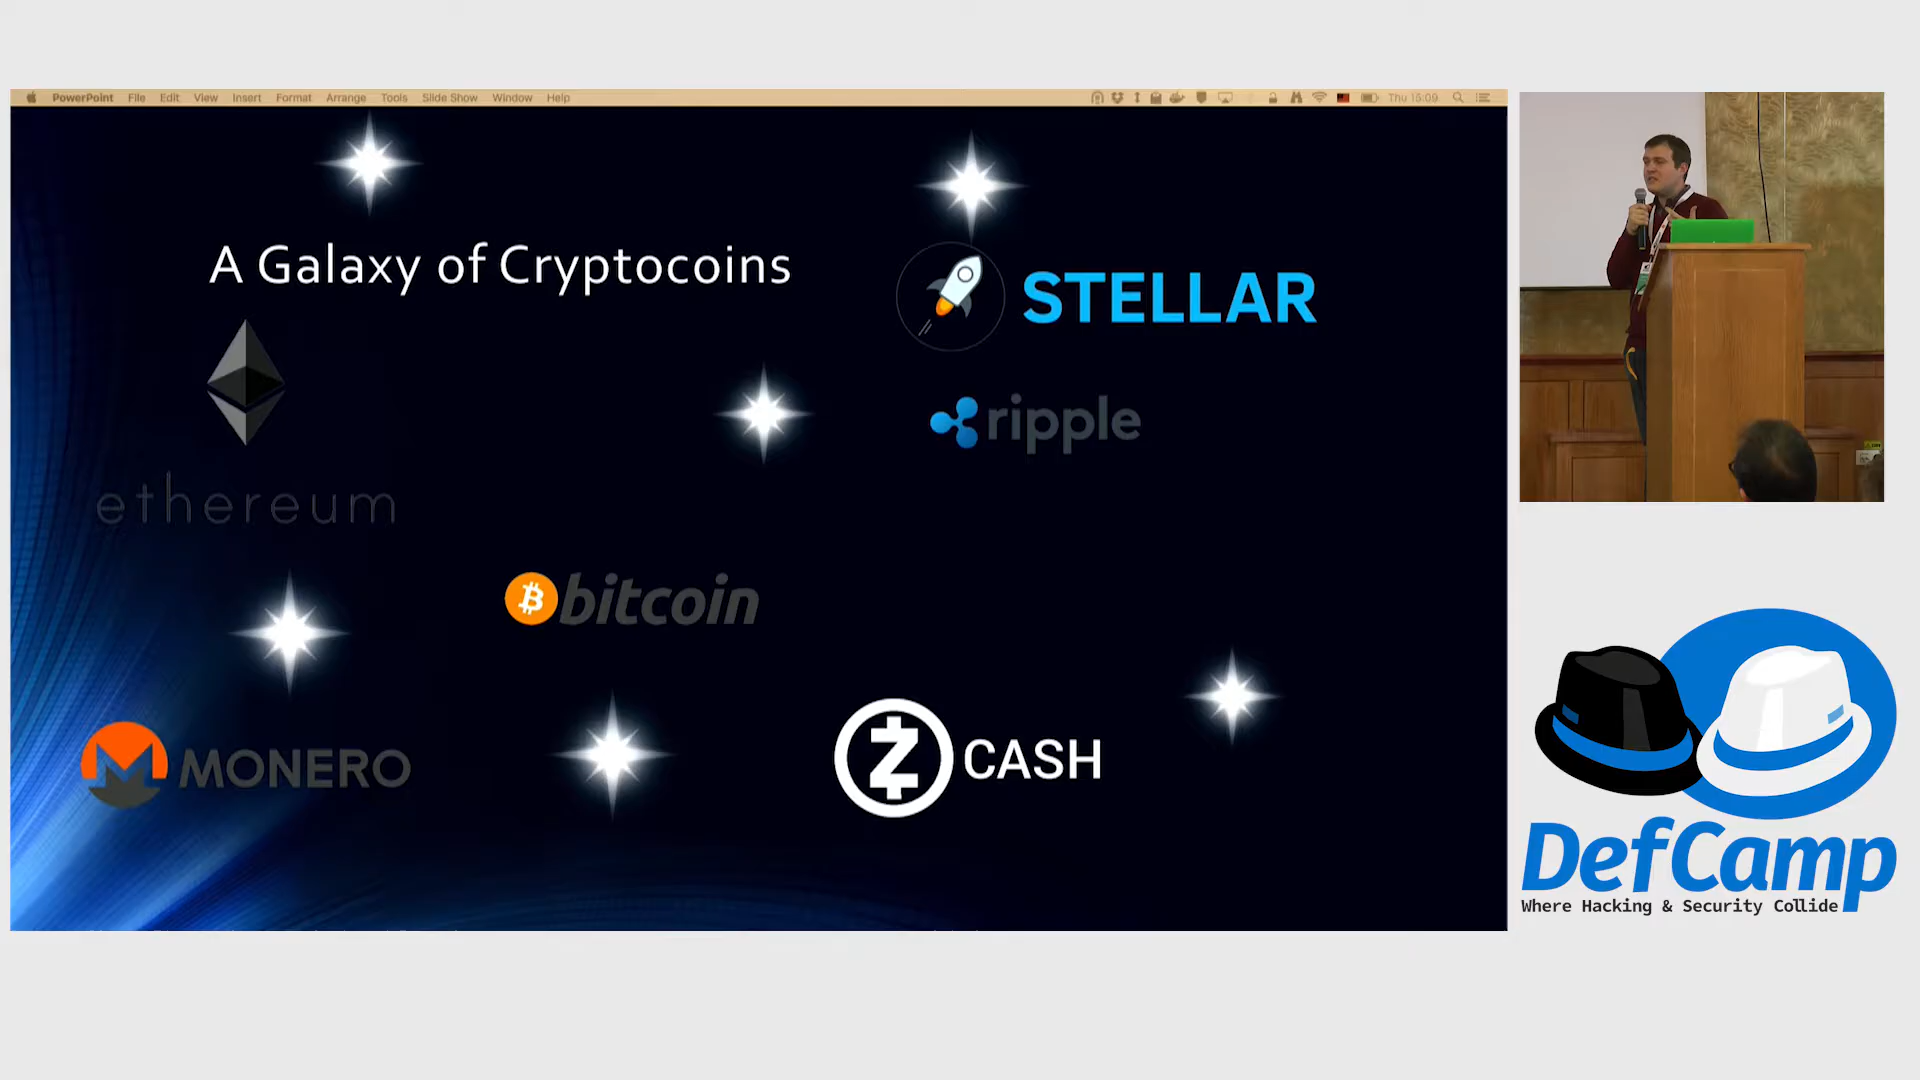 PowerPoint File Edit View Insert Format Arrange Tools Slide Show Window Help Thu 15:09
A Galaxy of Cryptocoins
STELLAR
ripple
ethereum
bitcoin
MONERO
Z CASH
DefCamp
Where Hacking & Security Collide